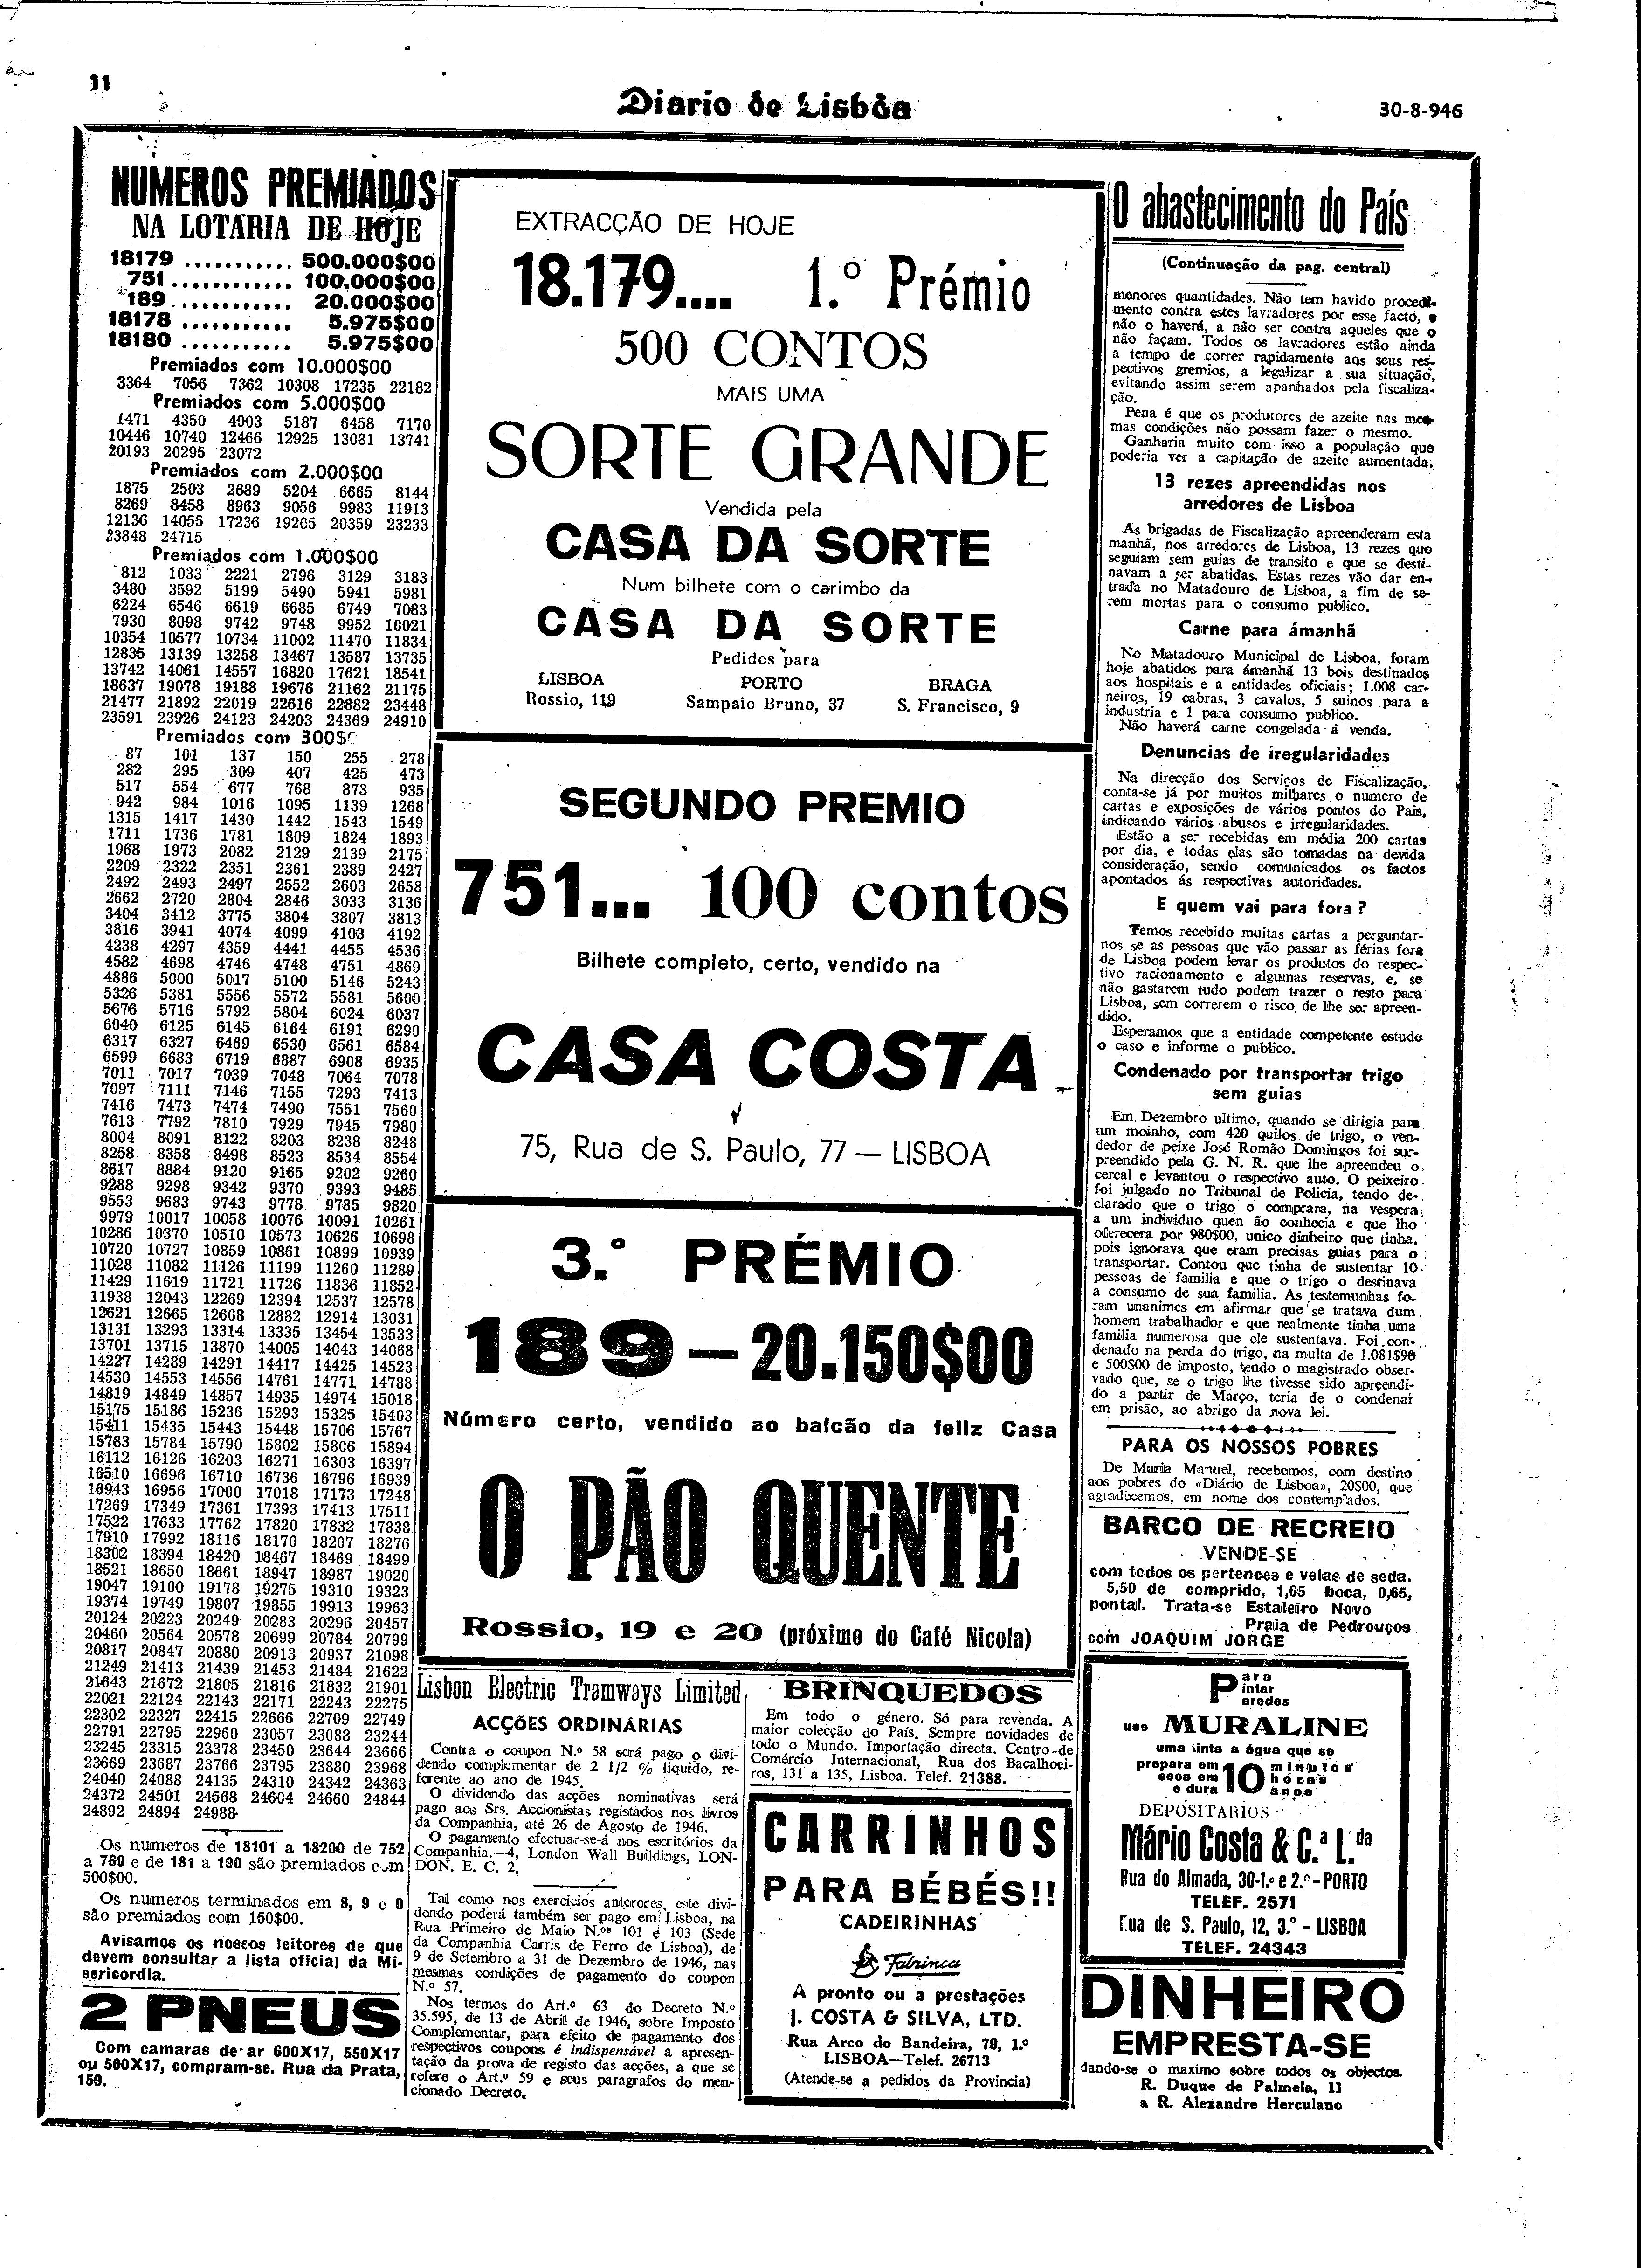 11
Diario de Lisbôa
30-8-946
NUMEROS PREMIADOS
NA LOTARIA DE HOJE
18179 ........... 500.000$00
751 ............ 100.000$00
189 ............ 20.000$00
18178 ........... 5.975$00
18180 ........... 5.975$00
Premiados com 10.000$00
3364 7056 7362 10308 17235 22182
Premiados com 5.000$00
1471 4350 4903 5187 6458 7170
10446 10740 12466 12925 13081 13741
20193 20295 23072
Premiados com 2.000$00
1875 2503 2689 5204 6665 8144
8269 8458 8963 9056 9983 11913
12136 14055 17236 19205 20359 23233
23848 24715
Premiados com 1.000$00
812 1033 2221 2796 3129 3183
3480 3592 5199 5490 5941 5981
6224 6546 6619 6685 6749 7083
7930 8098 9742 9748 9952 10021
10354 10577 10734 11002 11470 11834
12835 13139 13258 13467 13587 13735
13742 14061 14557 16820 17621 18541
18637 19078 19188 19676 21162 21175
21477 21892 22019 22616 22882 23448
23591 23926 24123 24203 24369 24910
Premiados com 300$
87 101 137 150 255 278
282 295 309 407 425 473
517 554 677 768 873 935
942 984 1016 1095 1139 1268
1315 1417 1430 1442 1543 1549
1711 1736 1781 1809 1824 1893
1968 1973 2082 2129 2139 2175
2209 2322 2351 2361 2389 2427
2492 2493 2497 2552 2603 2658
2662 2720 2804 2846 3033 3136
3404 3412 3775 3804 3807 3813
3816 3941 4074 4099 4103 4192
4238 4297 4359 4441 4455 4536
4582 4698 4746 4748 4751 4869
4886 5000 5017 5100 5146 5243
5326 5381 5556 5572 5581 5600
5676 5716 5792 5804 6024 6037
6040 6125 6145 6164 6191 6290
6317 6327 6469 6530 6561 6584
6599 6683 6719 6887 6908 6935
7011 7017 7039 7048 7064 7078
7097 7111 7146 7155 7293 7413
7416 7473 7474 7490 7551 7560
7613 7792 7810 7929 7945 7980
8004 8091 8122 8203 8238 8248
8258 8358 8498 8523 8534 8554
8617 8884 9120 9165 9202 9260
9288 9298 9342 9370 9393 9485
9553 9683 9743 9778 9785 9820
9979 10017 10058 10076 10091 10261
10286 10370 10510 10573 10626 10698
10720 10727 10859 10861 10899 10939
11028 11082 11126 11199 11260 11289
11429 11619 11721 11726 11836 11852
11938 12043 12269 12394 12537 12578
12621 12665 12668 12882 12914 13031
13131 13293 13314 13335 13454 13533
13701 13715 13870 14005 14043 14068
14227 14289 14291 14417 14425 14523
14530 14553 14556 14761 14771 14788
14819 14849 14857 14935 14974 15018
15175 15186 15236 15293 15325 15403
15411 15435 15443 15448 15706 15767
15783 15784 15790 15802 15806 15894
16112 16126 16203 16271 16303 16397
16510 16696 16710 16736 16796 16939
16943 16956 17000 17018 17173 17248
17269 17349 17361 17393 17413 17511
17522 17633 17762 17820 17832 17838
17910 17992 18116 18170 18207 18276
18302 18394 18420 18467 18469 18499
18521 18650 18661 18947 18987 19020
19047 19100 19178 19275 19310 19323
19374 19749 19807 19855 19913 19963
20124 20223 20249 20283 20296 20457
20460 20564 20578 20699 20784 20799
20817 20847 20880 20913 20937 21098
21249 21413 21439 21453 21484 21622
21643 21672 21805 21816 21832 21901
22021 22124 22143 22171 22243 22275
22302 22327 22415 22666 22709 22749
22791 22795 22960 23057 23088 23244
23245 23315 23378 23450 23644 23666
23669 23687 23766 23795 23880 23968
24040 24088 24135 24310 24342 24363
24372 24501 24568 24604 24660 24844
24892 24894 24988
Os numeros de 18101 a 18200 de 752
a 760 e de 181 a 190 são premiados com
500$00.
Os numeros terminados em 8, 9 e 0
são premiados com 150$00.
Avisamos os nossos leitores de que
devem consultar a lista oficial da Mi-
sericordia.
2 PNEUS
Com camaras de ar 600X17, 550X17
ou 500X17, compram-se. Rua da Prata,
159.
EXTRACÇÃO DE HOJE
18.179.... 1.º Prémio
500 CONTOS
MAIS UMA
SORTE GRANDE
Vendida pela
CASA DA SORTE
Num bilhete com o carimbo da
CASA DA SORTE
Pedidos para
LISBOA PORTO BRAGA
Rossio, 119 Sampaio Bruno, 37 S. Francisco, 9
SEGUNDO PREMIO
751... 100 contos
Bilhete completo, certo, vendido na
CASA COSTA
75, Rua de S. Paulo, 77 — LISBOA
3.º PRÉMIO
189 — 20.150$00
Número certo, vendido ao balcão da feliz Casa
O PÃO QUENTE
Rossio, 19 e 20 (próximo do Café Nicola)
Lisbon Electric Tramways Limited,
ACÇÕES ORDINÁRIAS
Contra o coupon N.º 58 será pago o divi-
dendo complementar de 2 1/2 % liquido, re-
ferente ao ano de 1945.
O dividendo das acções nominativas será
pago aos Srs. Accionistas registados nos livros
da Companhia, até 26 de Agosto de 1946.
O pagamento efectuar-se-á nos escritórios da
Companhia.—4, London Wall Buildings, LON-
DON. E. C. 2.
Tal como nos exercicios anterores, este divi-
dendo poderá também ser pago em Lisboa, na
Rua Primeiro de Maio N.os 101 e 103 (Sede
da Companhia Carris de Ferro de Lisboa), de
9 de Setembro a 31 de Dezembro de 1946, nas
mesmas condições de pagamento do coupon
N.º 57.
Nos termos do Art.º 63 do Decreto N.º
35.595, de 13 de Abril de 1946, sobre Imposto
Complementar, para efeito de pagamento dos
respectivos coupons é indispensável a apresen-
tação da prova de registo das acções, a que se
refere o Art.º 59 e seus paragrafos do men-
cionado Decreto.
BRINQUEDOS
Em todo o género. Só para revenda. A
maior colecção do País. Sempre novidades de
todo o Mundo. Importação directa. Centro de
Comércio Internacional, Rua dos Bacalhoei-
ros, 131 a 135, Lisboa. Telef. 21388.
CARRINHOS
PARA BÉBÉS!!
CADEIRINHAS
Fabrinca
A pronto ou a prestações
J. COSTA & SILVA, LTD.
Rua Arco do Bandeira, 79, 1.º
LISBOA—Telef. 26713
(Atende-se a pedidos da Provincia)
O abastecimento do País
(Continuação da pag. central)
menores quantidades. Não tem havido procedi-
mento contra estes lavradores por esse facto, e
não o haverá, a não ser contra aqueles que o
não façam. Todos os lavradores estão ainda
a tempo de correr rapidamente aos seus res-
pectivos gremios, a legalizar a sua situação,
evitando assim serem apanhados pela fiscaliza-
ção.
Pena é que os produtores de azeite nas mes-
mas condições não possam fazer o mesmo.
Ganharia muito com isso a população que
poderia ver a capitação de azeite aumentada.
13 rezes apreendidas nos
arredores de Lisboa
As brigadas de Fiscalização apreenderam esta
manhã, nos arredores de Lisboa, 13 rezes que
seguiam sem guias de transito e que se desti-
navam a ser abatidas. Estas rezes vão dar en-
trada no Matadouro de Lisboa, a fim de se-
rem mortas para o consumo publico.
Carne para ámanhã
No Matadouro Municipal de Lisboa, foram
hoje abatidos para ámanhã 13 bois destinados
aos hospitais e a entidades oficiais; 1.008 car-
neiros, 19 cabras, 3 cavalos, 5 suinos para a
industria e 1 para consumo publico.
Não haverá carne congelada á venda.
Denuncias de iregularidades
Na direcção dos Serviços de Fiscalização,
conta-se já por muitos milhares o numero de
cartas e exposições de vários pontos do País,
indicando vários abusos e irregularidades.
Estão a ser recebidas em média 200 cartas
por dia, e todas elas são tomadas na devida
consideração, sendo comunicados os factos
apontados ás respectivas autoridades.
E quem vai para fora ?
Temos recebido muitas cartas a perguntar-
nos se as pessoas que vão passar as férias fora
de Lisboa podem levar os produtos do respec-
tivo racionamento e algumas reservas, e, se
não gastarem tudo podem trazer o resto para
Lisboa, sem correrem o risco de lhe ser apreen-
dido.
Esperamos que a entidade competente estude
o caso e informe o publico.
Condenado por transportar trigo
sem guias
Em Dezembro ultimo, quando se dirigia para
um moinho, com 420 quilos de trigo, o ven-
dedor de peixe José Romão Domingos foi sur-
preendido pela G. N. R. que lhe apreendeu o
cereal e levantou o respectivo auto. O peixeiro
foi julgado no Tribunal de Policia, tendo de-
clarado que o trigo o comprara, na vespera,
a um individuo quen ão conhecia e que lho
oferecera por 980$00, unico dinheiro que tinha,
pois ignorava que eram precisas guias para o
transportar. Contou que tinha de sustentar 10
pessoas de familia e que o trigo o destinava
a consumo de sua familia. As testemunhas fo-
ram unanimes em afirmar que se tratava dum
homem trabalhador e que realmente tinha uma
familia numerosa que ele sustentava. Foi con-
denado na perda do trigo, na multa de 1.081$90
e 500$00 de imposto, tendo o magistrado obser-
vado que, se o trigo lhe tivesse sido apreendi-
do a partir de Março, teria de o condenar
em prisão, ao abrigo da nova lei.
PARA OS NOSSOS POBRES
De Maria Manuel, recebemos, com destino
aos pobres do «Diário de Lisboa», 20$00, que
agradecemos, em nome dos contemplados.
BARCO DE RECREIO
VENDE-SE
com todos os pertences e velas de seda.
5,50 de comprido, 1,65 boca, 0,65,
pontal. Trata-se Estaleiro Novo
Praia de Pedrouços
com JOAQUIM JORGE
Para
Pintar
Paredes
use MURALINE
uma tinta a água que se
prepara em 10 minutos
seca em 10 horas
e dura 10 anos
DEPOSITARIOS
Mário Costa & C.ª L.da
Rua do Almada, 30-1.º e 2.º - PORTO
TELEF. 2571
Rua de S. Paulo, 12, 3.º - LISBOA
TELEF. 24343
DINHEIRO
EMPRESTA-SE
dando-se o maximo sobre todos os objectos.
R. Duque de Palmela, 11
a R. Alexandre Herculano